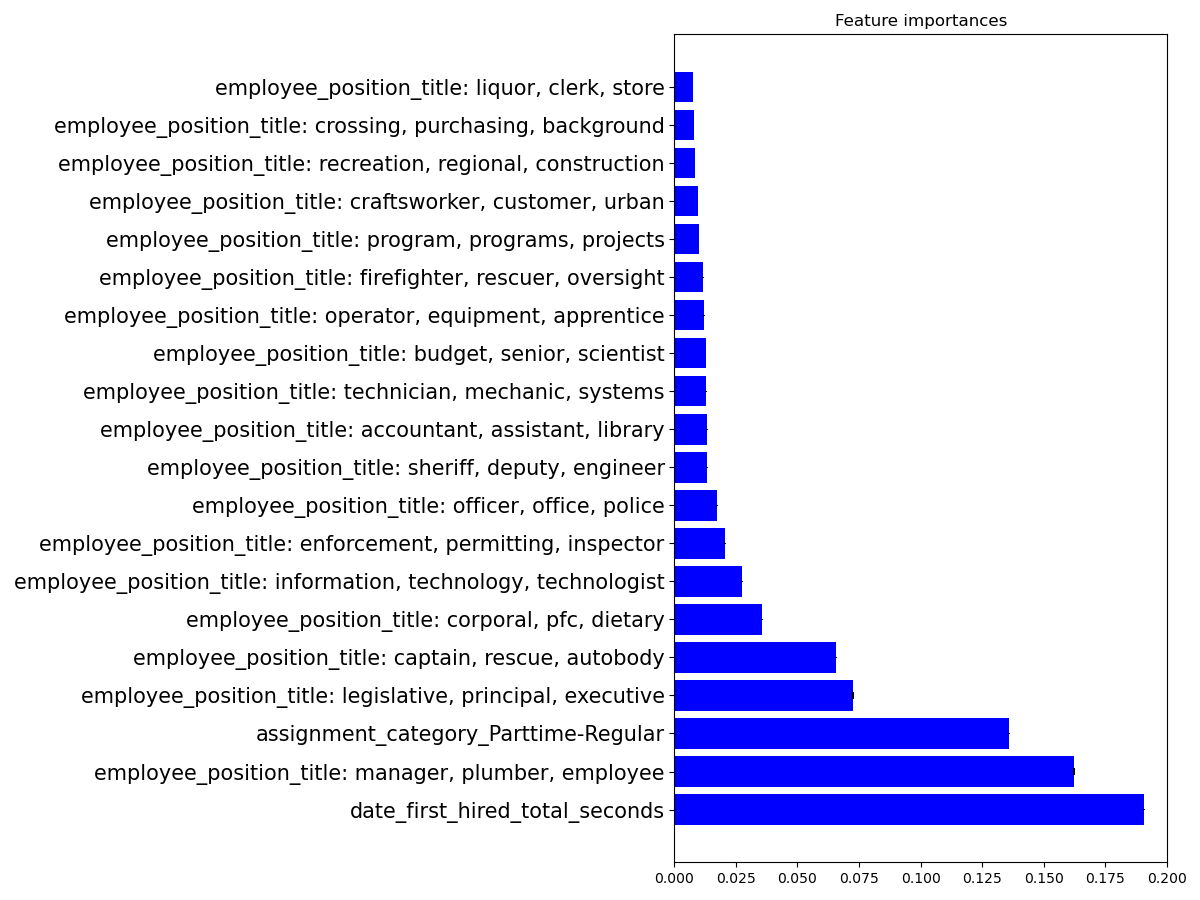 Feature importances
employee_position_title: liquor, clerk, store
employee_position_title: crossing, purchasing, background
employee_position_title: recreation, regional, construction
employee_position_title: craftsworker, customer, urban
employee_position_title: program, programs, projects
employee_position_title: firefighter, rescuer, oversight
employee_position_title: operator, equipment, apprentice
employee_position_title: budget, senior, scientist
employee_position_title: technician, mechanic, systems
employee_position_title: accountant, assistant, library
employee_position_title: sheriff, deputy, engineer
employee_position_title: officer, office, police
employee_position_title: enforcement, permitting, inspector
employee_position_title: information, technology, technologist
employee_position_title: corporal, pfc, dietary
employee_position_title: captain, rescue, autobody
employee_position_title: legislative, principal, executive
assignment_category_Parttime-Regular
employee_position_title: manager, plumber, employee
date_first_hired_total_seconds
0.000 0.025 0.050 0.075 0.100 0.125 0.150 0.175 0.200